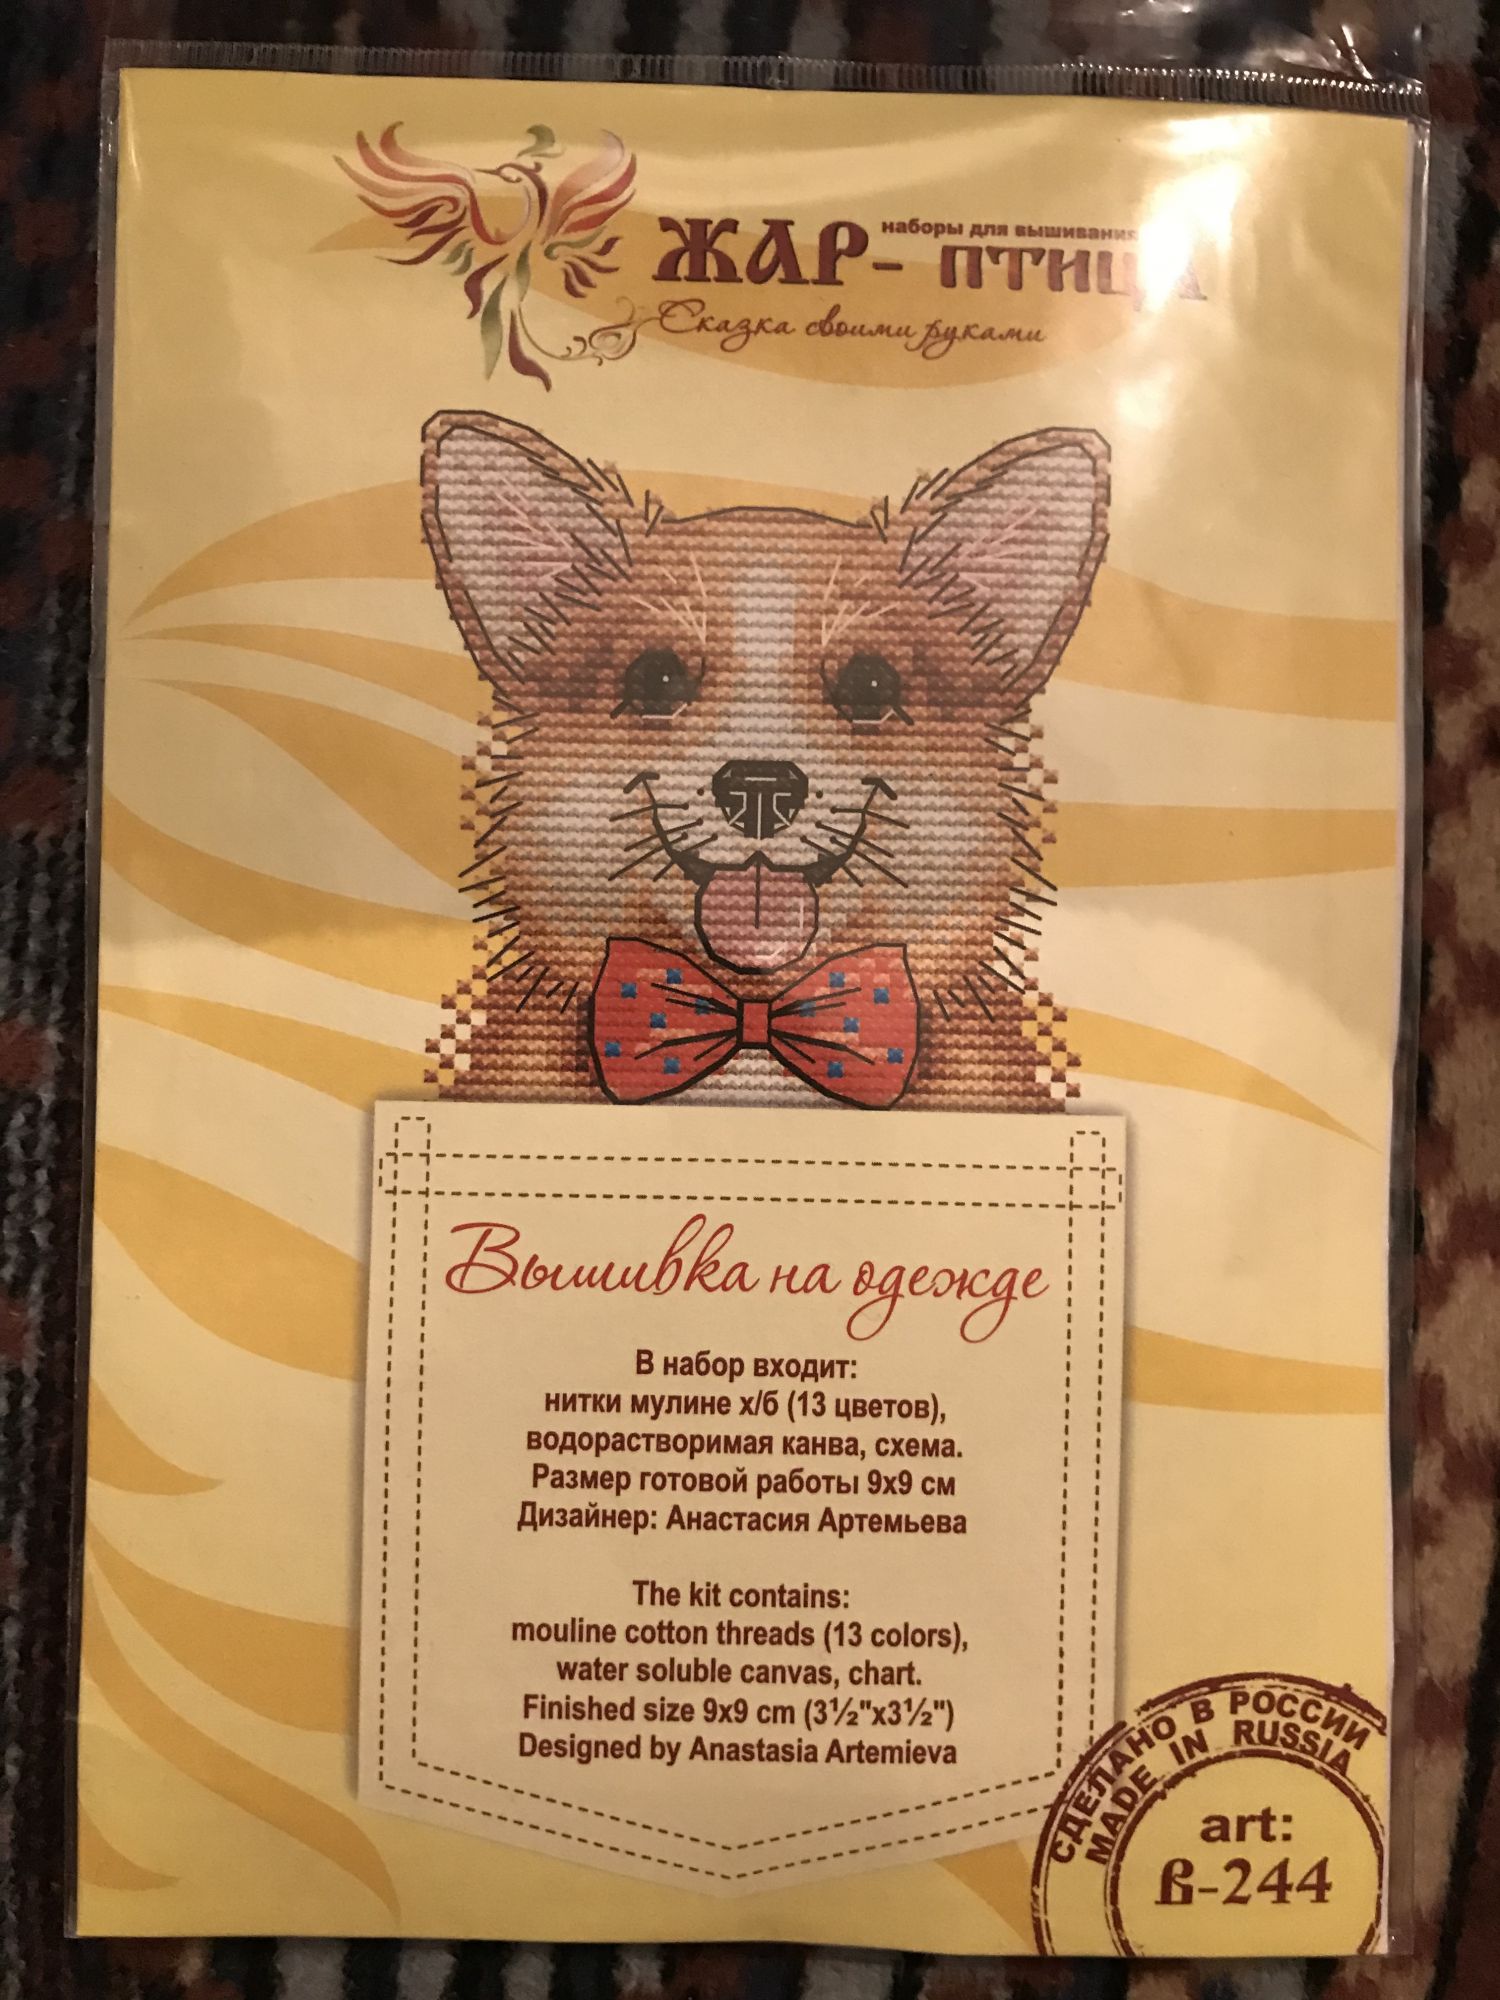 наборы для вышивания
ЖАР-ПТИЦА
Сказка своими руками
Вышивка на одежде
В набор входит:
нитки мулине х/б (13 цветов),
водорастворимая канва, схема.
Размер готовой работы 9х9 см
Дизайнер: Анастасия Артемьева
The kit contains:
mouline cotton threads (13 colors),
water soluble canvas, chart.
Finished size 9x9 cm (3½"x3½")
Designed by Anastasia Artemieva
СДЕЛАНО В РОССИИ
MADE IN RUSSIA
art:
В-244